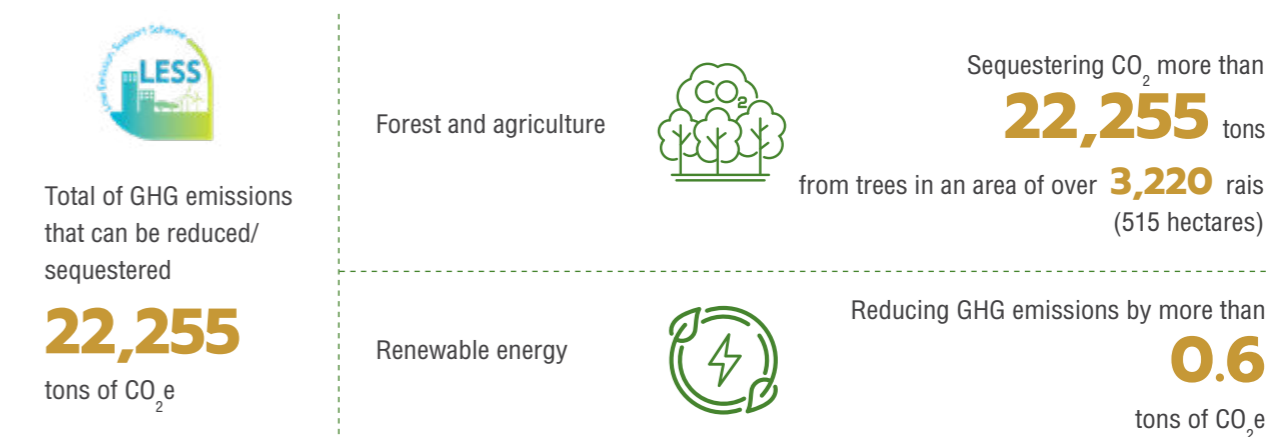 Low Emission Support Scheme
LESS
Total of GHG emissions
that can be reduced/
sequestered
22,255
tons of CO₂e
Forest and agriculture
CO₂
Sequestering CO₂ more than
22,255 tons
from trees in an area of over 3,220 rais
(515 hectares)
Renewable energy
Reducing GHG emissions by more than
0.6
tons of CO₂e